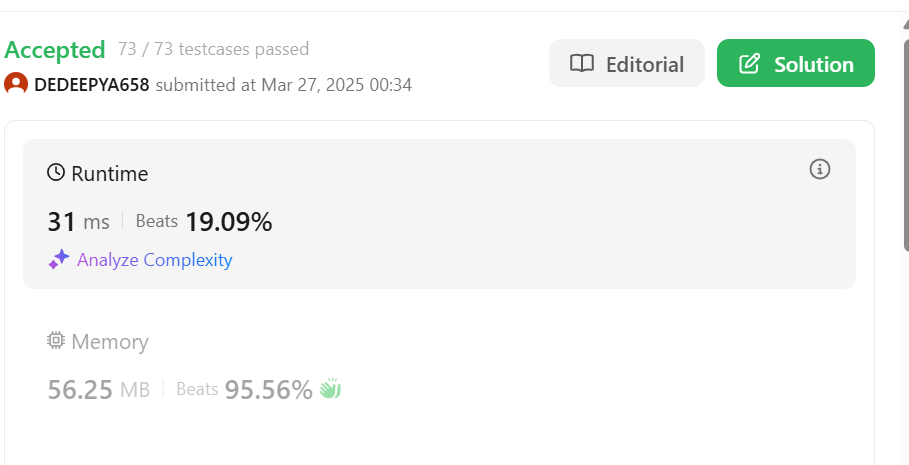 Accepted 73 / 73 testcases passed
DEDEEPYA658 submitted at Mar 27, 2025 00:34
Editorial
Solution
Runtime
31 ms Beats 19.09%
Analyze Complexity
Memory
56.25 MB Beats 95.56%